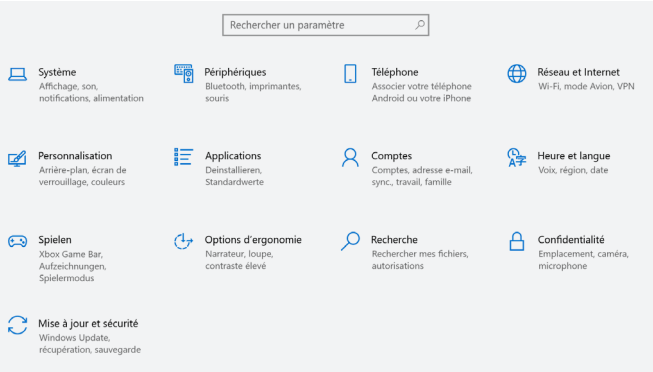 Rechercher un paramètre
Système
Affichage, son,
notifications, alimentation
Périphériques
Bluetooth, imprimantes,
souris
Téléphone
Associer votre téléphone
Android ou votre iPhone
Réseau et Internet
Wi-Fi, mode Avion, VPN
Personnalisation
Arrière-plan, écran de
verrouillage, couleurs
Applications
Deinstallieren,
Standardwerte
Comptes
Comptes, adresse e-mail,
sync., travail, famille
Heure et langue
Voix, région, date
Spielen
Xbox Game Bar,
Aufzeichnungen,
Spielermodus
Options d'ergonomie
Narrateur, loupe,
contraste élevé
Recherche
Rechercher mes fichiers,
autorisations
Confidentialité
Emplacement, caméra,
microphone
Mise à jour et sécurité
Windows Update,
récupération, sauvegarde